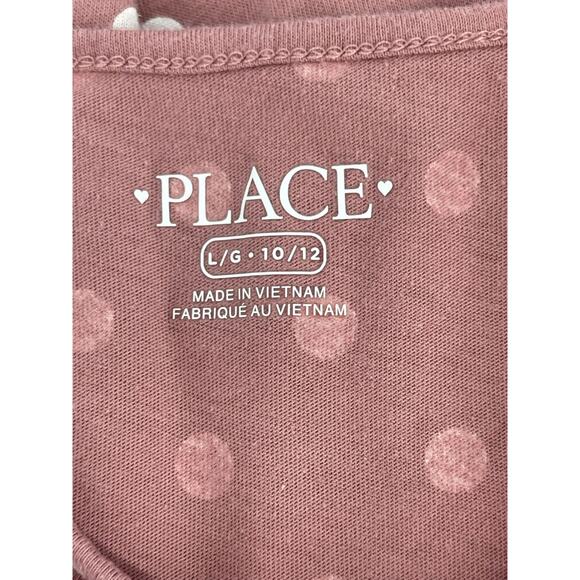 PLACE
L/G • 10/12
MADE IN VIETNAM
FABRIQUÉ AU VIETNAM